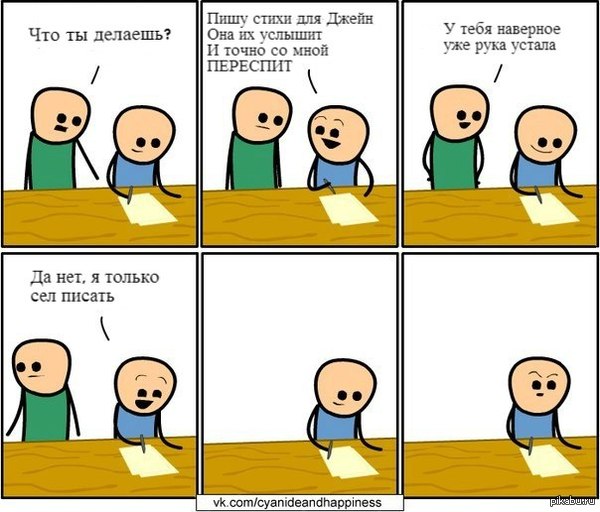 Что ты делаешь?
Пишу стихи для Джейн
Она их услышит
И точно со мной
ПЕРЕСПИТ
У тебя наверное
уже рука устала
Да нет, я только
сел писать
vk.com/cyanideandhappiness
pikabu.ru